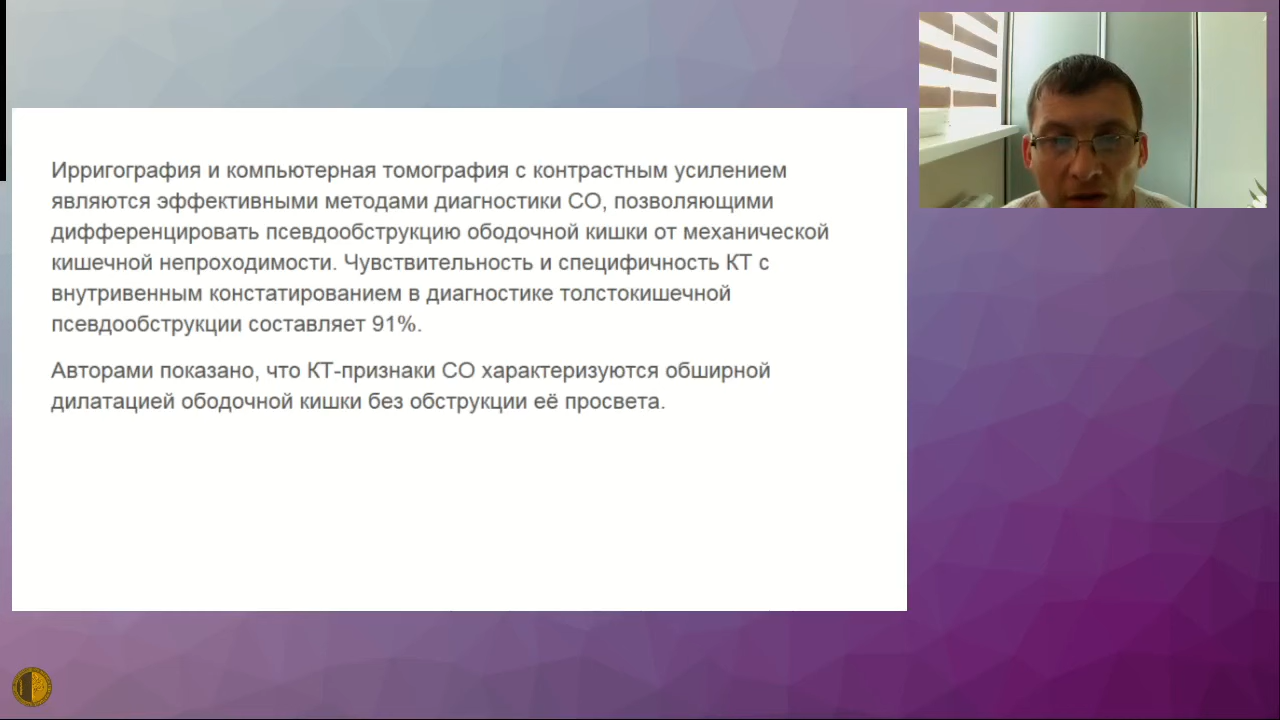 Ирригография и компьютерная томография с контрастным усилением
являются эффективными методами диагностики СО, позволяющими
дифференцировать псевдообструкцию ободочной кишки от механической
кишечной непроходимости. Чувствительность и специфичность КТ с
внутривенным констатированием в диагностике толстокишечной
псевдообструкции составляет 91%.
Авторами показано, что КТ-признаки СО характеризуются обширной
дилатацией ободочной кишки без обструкции её просвета.